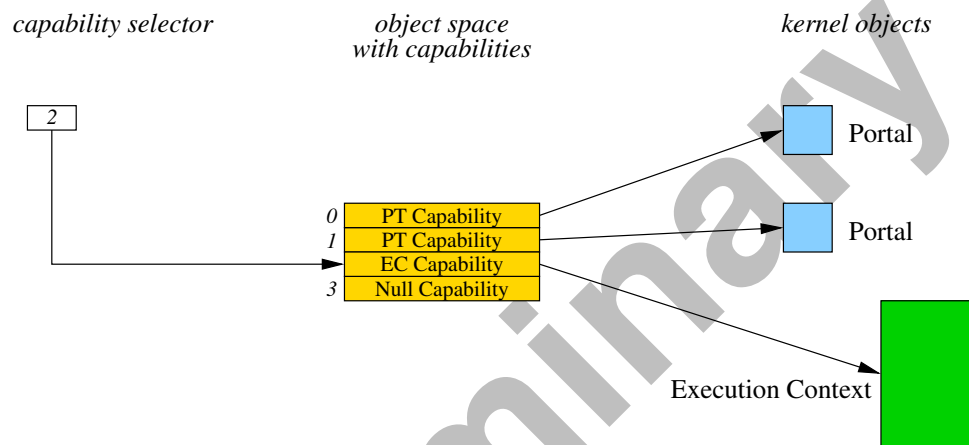 capability selector
object space
with capabilities
kernel objects
2
Portal
0 PT Capability
1 PT Capability
EC Capability
3 Null Capability
Portal
Execution Context
minary